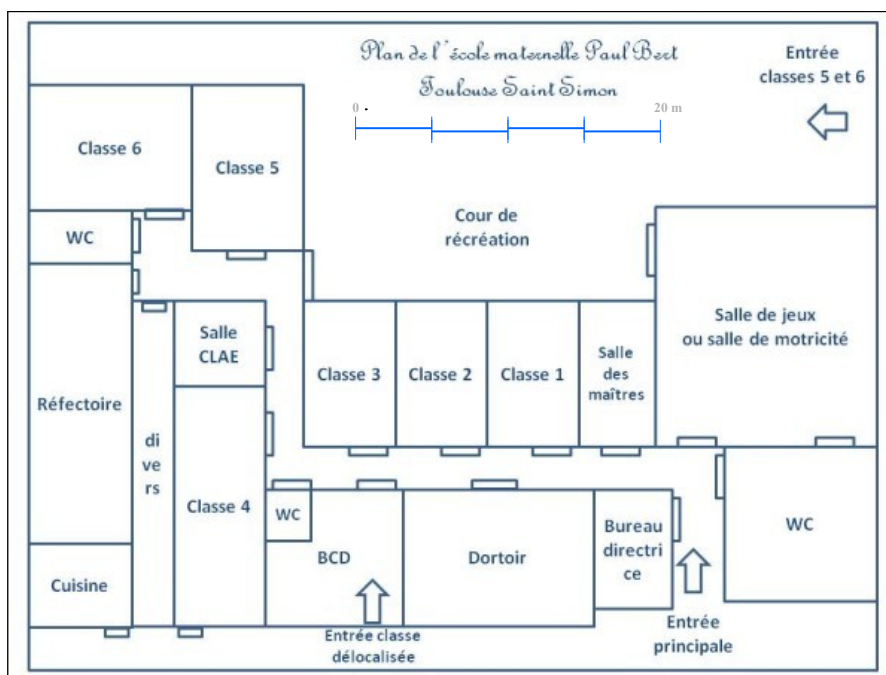 Plan de l'école maternelle Paul Bert
Toulouse Saint Simon
0 .
20 m
Entrée
classes 5 et 6
Classe 6
Classe 5
WC
Cour de
récréation
Salle
CLAE
Classe 3
Classe 2
Classe 1
Salle
des
maîtres
Salle de jeux
ou salle de motricité
Réfectoire
di
ve
rs
Classe 4
WC
BCD
Dortoir
Bureau
directri
ce
WC
Cuisine
Entrée classe
délocalisée
Entrée
principale